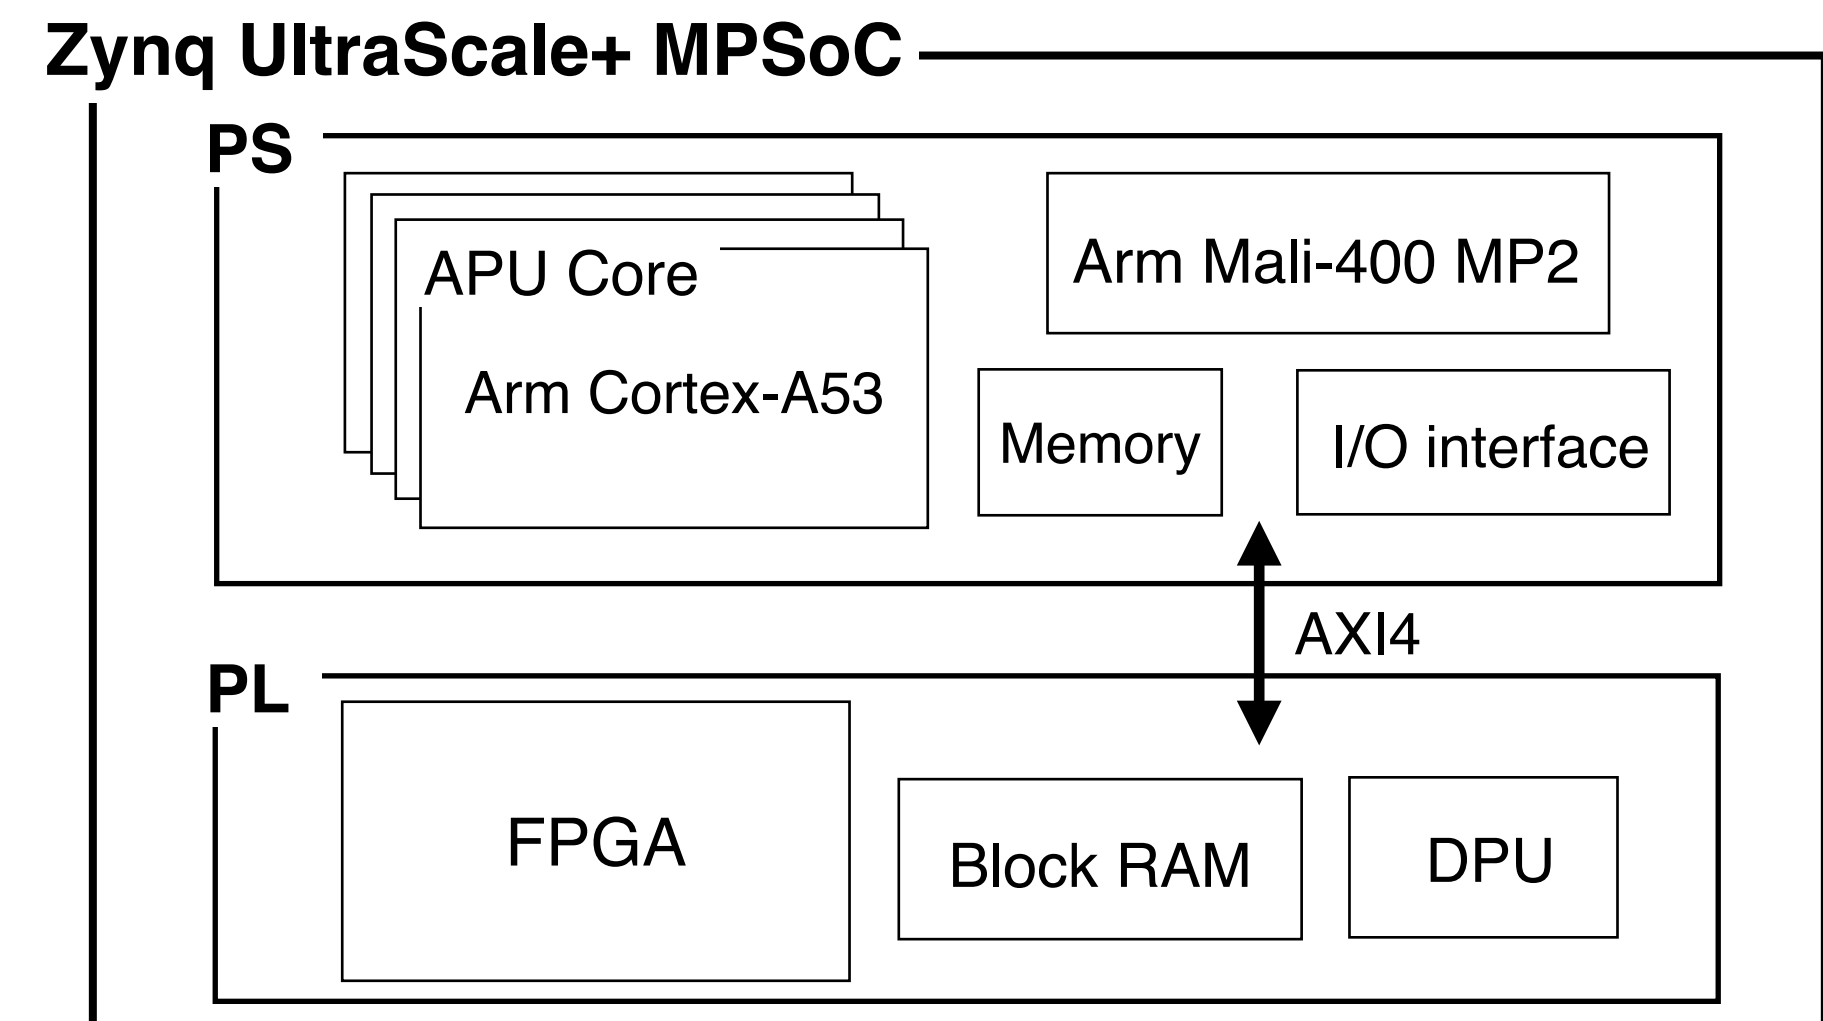 Zynq UltraScale+ MPSoC
PS
APU Core
Arm Cortex-A53
Arm Mali-400 MP2
Memory
I/O interface
AXI4
PL
FPGA
Block RAM
DPU